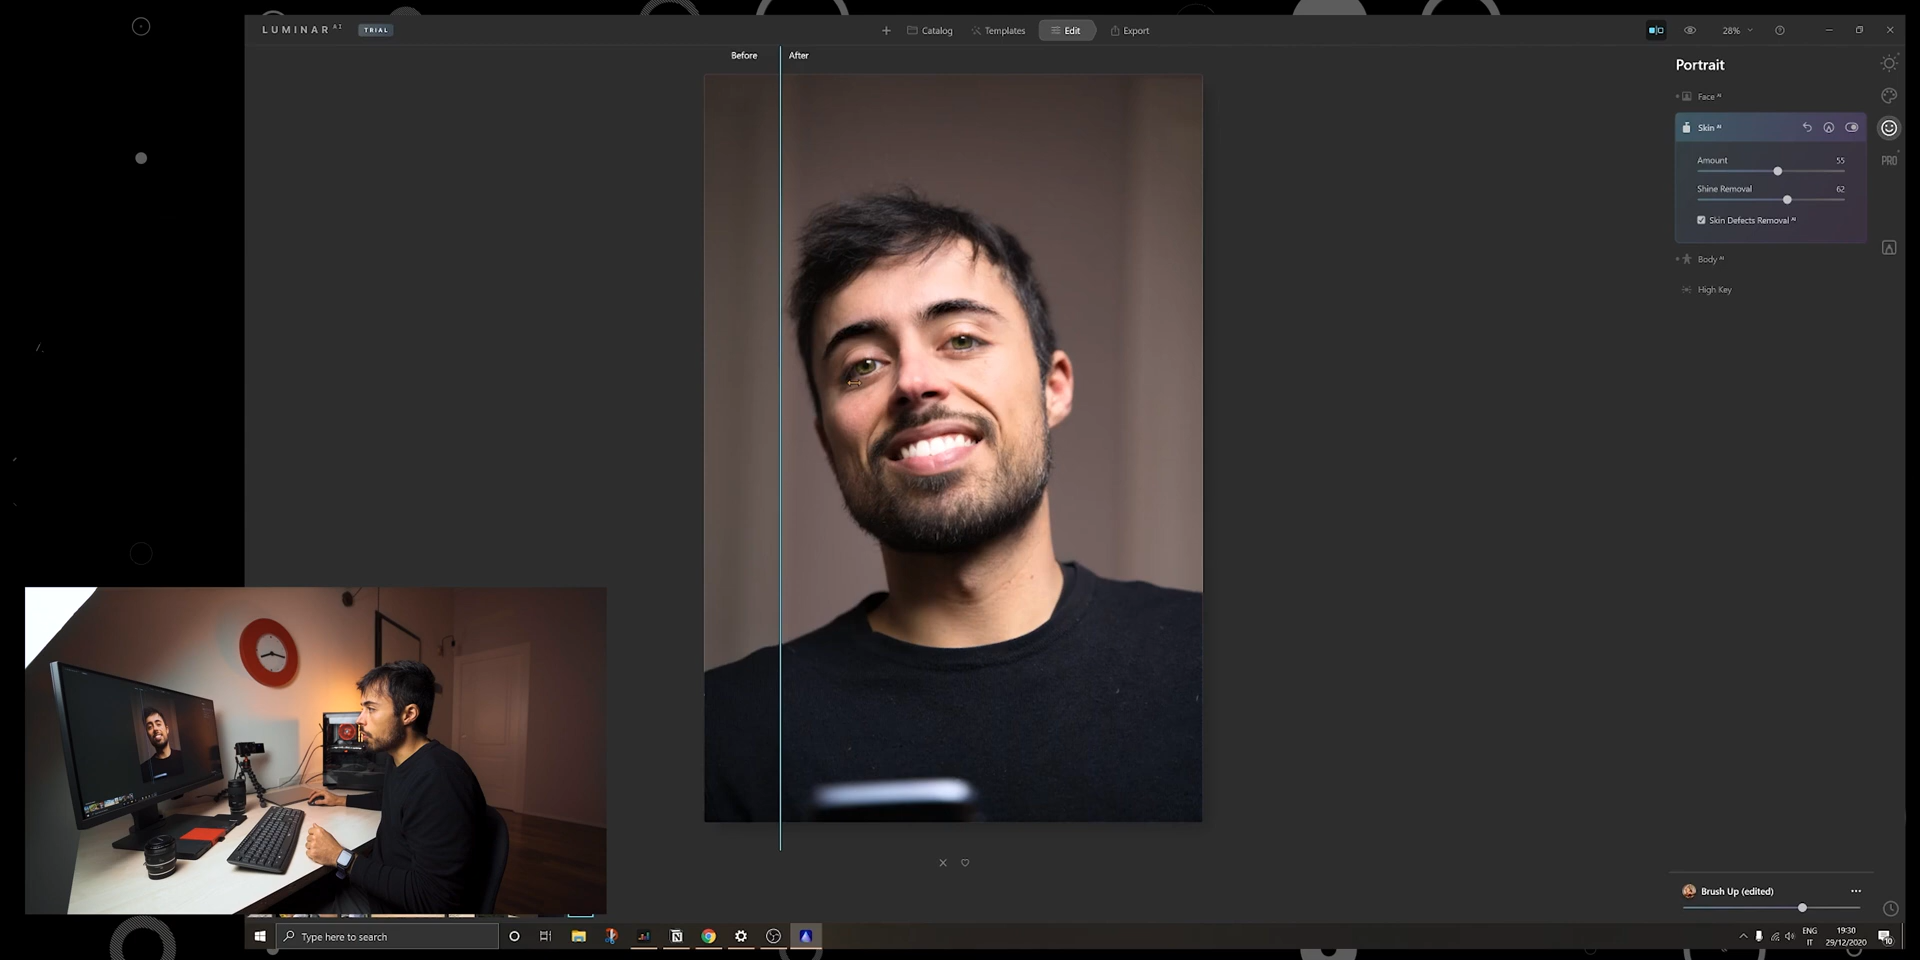 LUMINAR AI
TRIAL
Catalog
Templates
Edit
Export
28%
Before
After
Portrait
Face AI
Skin AI
Amount 55
Shine Removal 62
Skin Defects Removal AI
Body AI
High Key
PRO
Brush Up (edited)
Type here to search
ENG
IT
19:30
29/12/2020
10